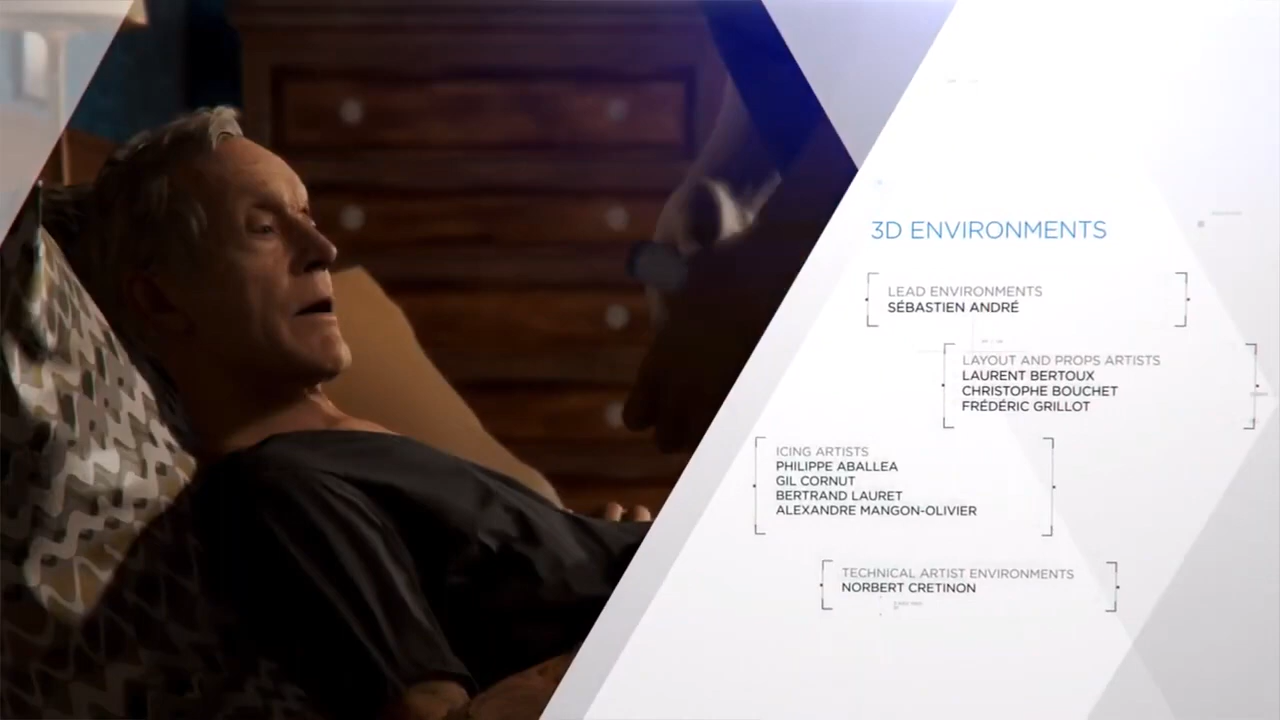 3D ENVIRONMENTS
LEAD ENVIRONMENTS
SÉBASTIEN ANDRÉ
LAYOUT AND PROPS ARTISTS
LAURENT BERTOUX
CHRISTOPHE BOUCHET
FRÉDÉRIC GRILLOT
ICING ARTISTS
PHILIPPE ABALLEA
GIL CORNUT
BERTRAND LAURET
ALEXANDRE MANGON-OLIVIER
TECHNICAL ARTIST ENVIRONMENTS
NORBERT CRETINON